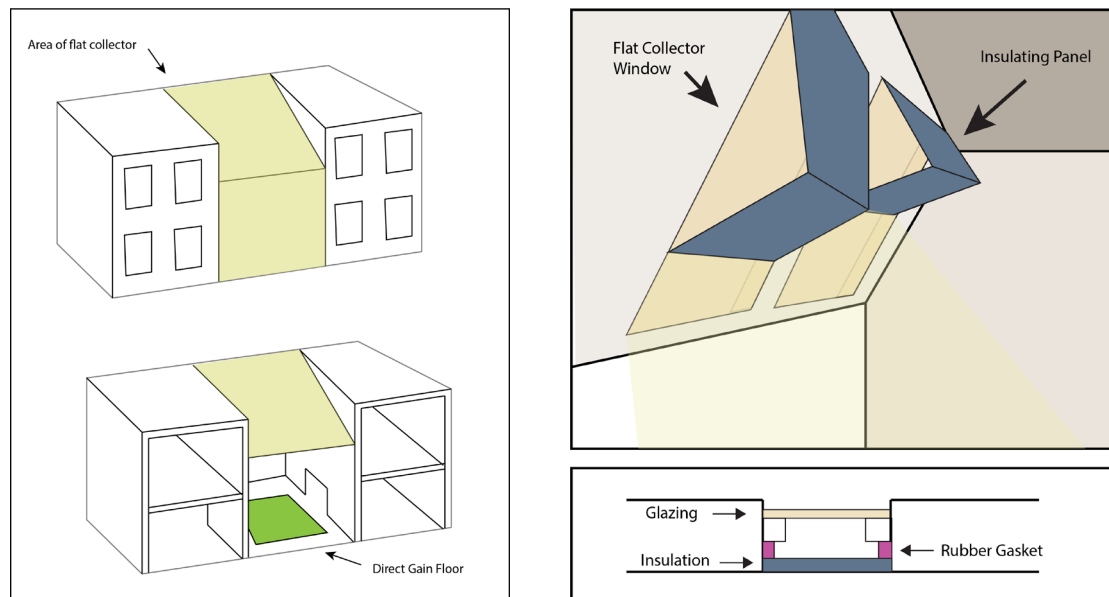 Area of flat collector
Direct Gain Floor
Flat Collector
Window
Insulating Panel
Glazing
Rubber Gasket
Insulation